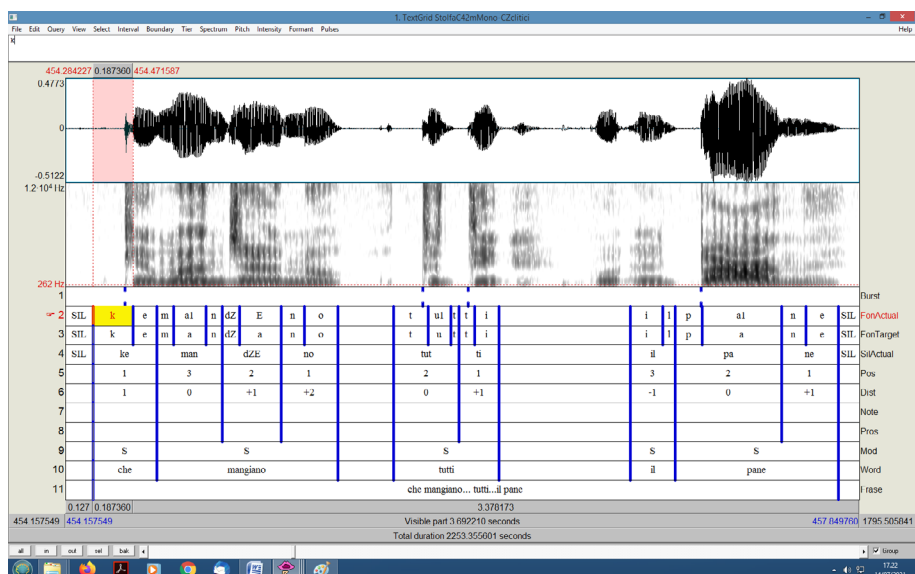 1. TextGrid StolfaC42mMono CZclitici
File Edit Query View Select Interval Boundary Tier Spectrum Pitch Intensity Formant Pulses Help
k
454.284227 0.187360 454.471587
0.4773
0
-0.5122
1.2·10⁴ Hz
262 Hz
1 Burst
2 SIL k e m a1 n dZ E n o t u1 t t i i l p a1 n e SIL FonActual
3 SIL k e m a n dZ a n o t u t t i i l p a n e SIL FonTarget
4 SIL ke man dZE no tut ti il pa ne SIL SilActual
5 1 3 2 1 2 1 3 2 1 Pos
6 1 0 +1 +2 0 +1 -1 0 +1 Dist
7 Note
8 Pros
9 S S S S S Mod
10 che mangiano tutti il pane Word
11 che mangiano... tutti...il pane Frase
0.127 0.187360 3.378173
454.157549 454.157549 Visible part 3.692210 seconds 457.849760 1795.505841
Total duration 2253.355601 seconds
all in out sel bak Group
17.22